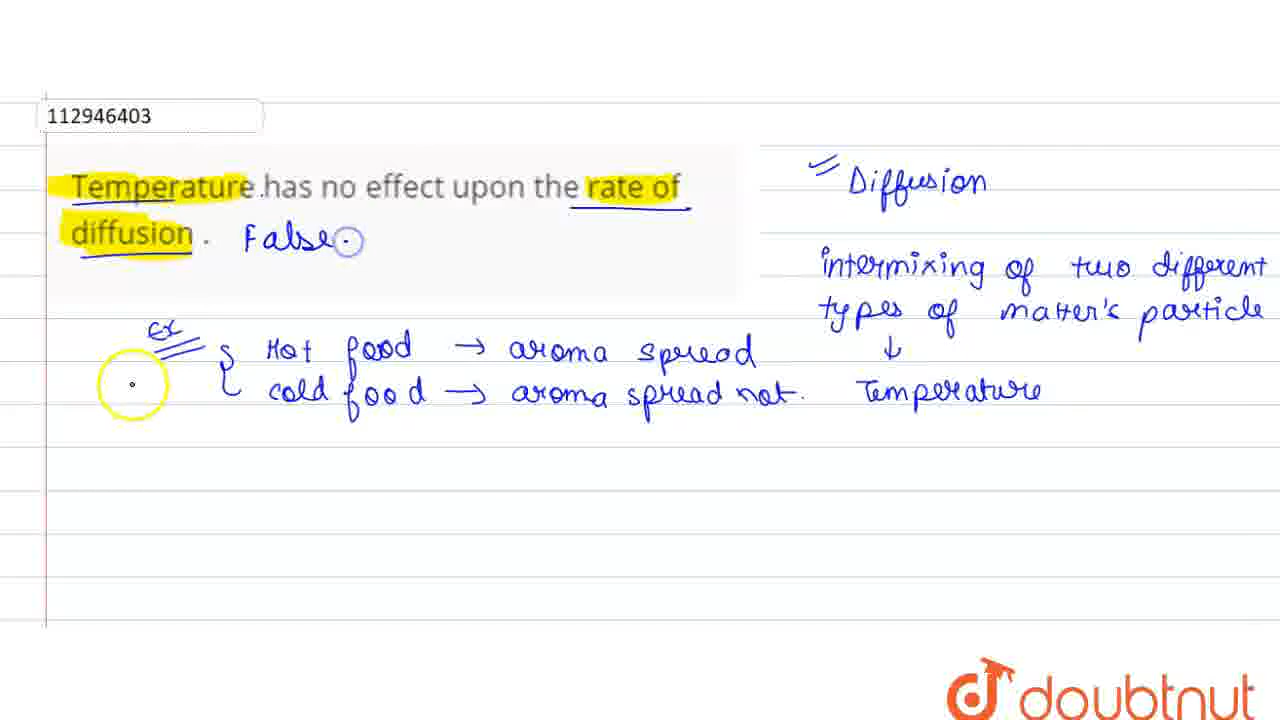 112946403
Temperature.has no effect upon the rate of
diffusion . False.
Diffusion
intermixing of two different
types of matter's particle
↓
Temperature
Ex
Hot food → aroma spread
cold food → aroma spread not.
doubtnut